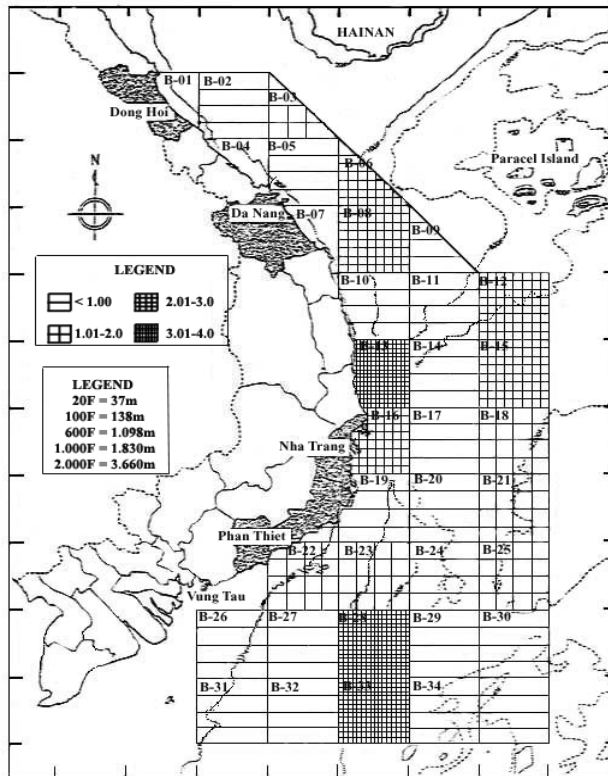 HAINAN
B-01 B-02
B-03
Dong Hoi
B-04 B-05
B-06
Paracel Island
N
Da Nang
B-07 B-08
B-09
LEGEND
< 1.00 2.01-3.0
1.01-2.0 3.01-4.0
B-10 B-11 B-12
B-13 B-14 B-15
LEGEND
20F = 37m
100F = 138m
600F = 1.098m
1.000F = 1.830m
2.000F = 3.660m
B-16 B-17 B-18
Nha Trang
B-19 B-20 B-21
Phan Thiet
B-22 B-23 B-24 B-25
Vung Tau
B-26 B-27 B-28 B-29 B-30
B-31 B-32 B-33 B-34